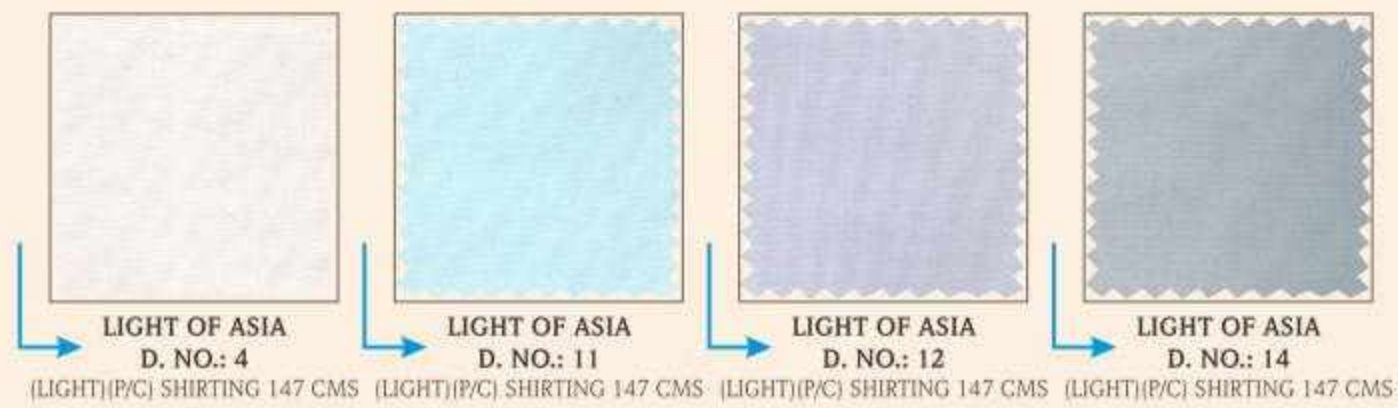 LIGHT OF ASIA
D. NO.: 4
(LIGHT)(P/C) SHIRTING 147 CMS
LIGHT OF ASIA
D. NO.: 11
(LIGHT)(P/C) SHIRTING 147 CMS
LIGHT OF ASIA
D. NO.: 12
(LIGHT)(P/C) SHIRTING 147 CMS
LIGHT OF ASIA
D. NO.: 14
(LIGHT)(P/C) SHIRTING 147 CMS